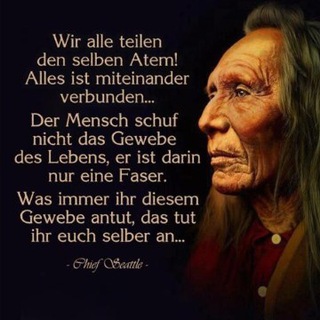 Wir alle teilen
den selben Atem!
Alles ist miteinander
verbunden...
Der Mensch schuf
nicht das Gewebe
des Lebens, er ist darin
nur eine Faser.
Was immer ihr diesem
Gewebe antut, das tut
ihr euch selber an...
- Chief Seattle -